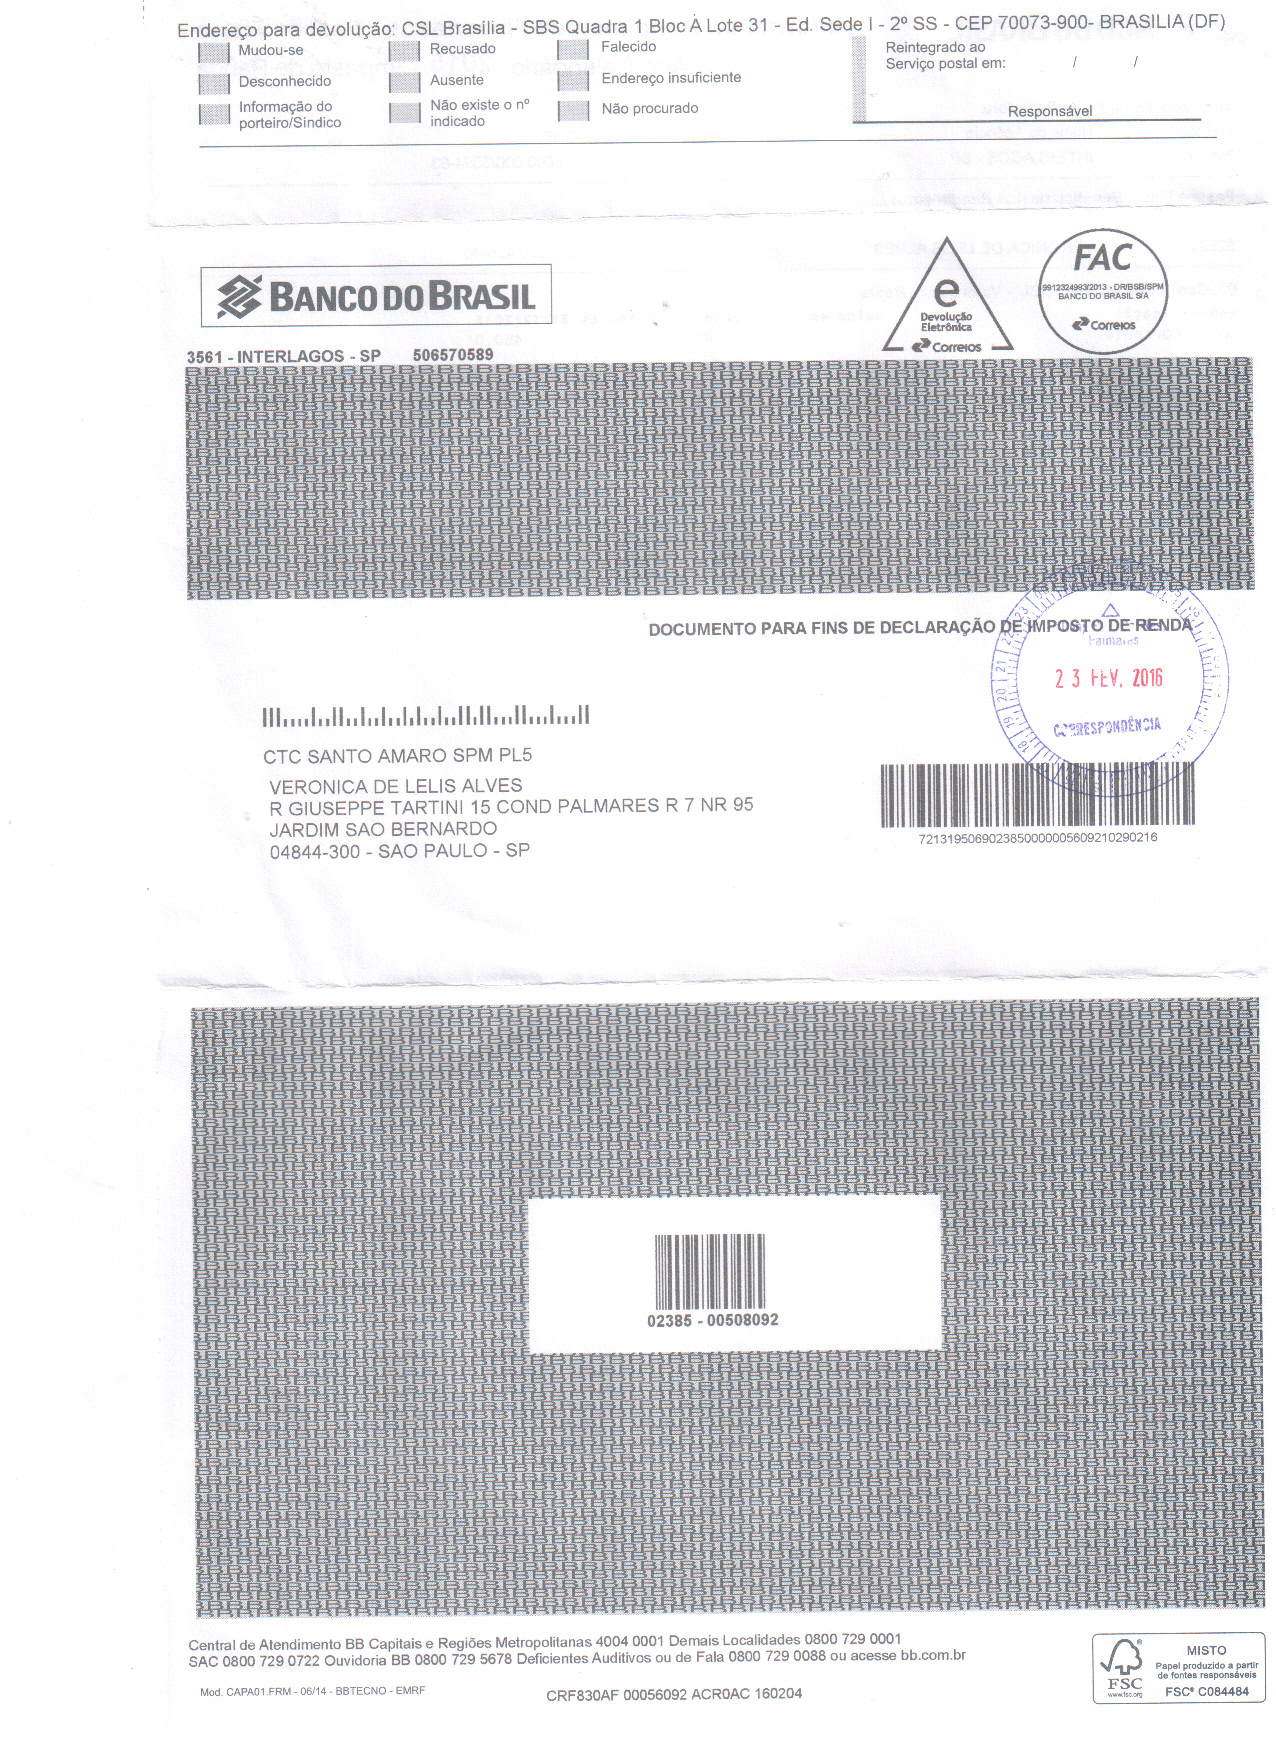 Endereço para devolução: CSL Brasilia - SBS Quadra 1 Bloc A Lote 31 - Ed. Sede I - 2º SS - CEP 70073-900- BRASILIA (DF)
Mudou-se
Recusado
Falecido
Desconhecido
Ausente
Endereço insuficiente
Informação do porteiro/Sindico
Não existe o nº indicado
Não procurado
Reintegrado ao
Serviço postal em: / /
Responsável
BANCO DO BRASIL
e
Devolução
Eletrônica
Correios
FAC
9912324983/2013 - DR/BSB/SPM
BANCO DO BRASIL S/A
Correios
3561 - INTERLAGOS - SP 506570589
DOCUMENTO PARA FINS DE DECLARAÇÃO DE IMPOSTO DE RENDA
Palmares
23 FEV. 2016
CORRESPONDÊNCIA
CTC SANTO AMARO SPM PL5
VERONICA DE LELIS ALVES
R GIUSEPPE TARTINI 15 COND PALMARES R 7 NR 95
JARDIM SAO BERNARDO
04844-300 - SAO PAULO - SP
7213195069023850000005609210290216
02385 - 00508092
Central de Atendimento BB Capitais e Regiões Metropolitanas 4004 0001 Demais Localidades 0800 729 0001
SAC 0800 729 0722 Ouvidoria BB 0800 729 5678 Deficientes Auditivos ou de Fala 0800 729 0088 ou acesse bb.com.br
Mod. CAPA01.FRM - 06/14 - BBTECNO - EMRF
CRF830AF 00056092 ACR0AC 160204
FSC
www.fsc.org
MISTO
Papel produzido a partir
de fontes responsáveis
FSC® C084484